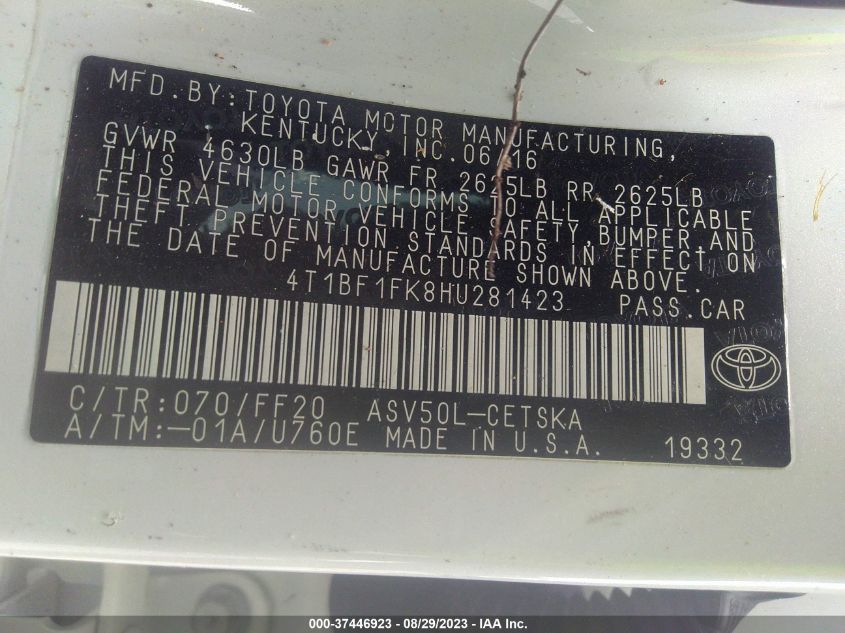 MFD. BY: TOYOTA MOTOR MANUFACTURING,
KENTUCKY, INC. 06/16
GVWR 4630LB GAWR FR 2625LB RR 2625LB
THIS VEHICLE CONFORMS TO ALL APPLICABLE
FEDERAL MOTOR VEHICLE SAFETY, BUMPER AND
THEFT PREVENTION STANDARDS IN EFFECT ON
THE DATE OF MANUFACTURE SHOWN ABOVE.
4T1BF1FK8HU281423 PASS. CAR
C/TR: 070/FF20 ASV50L-CETSKA
A/TM: -01A/U760E MADE IN U.S.A. 19332
000-37446923 - 08/29/2023 - IAA Inc.